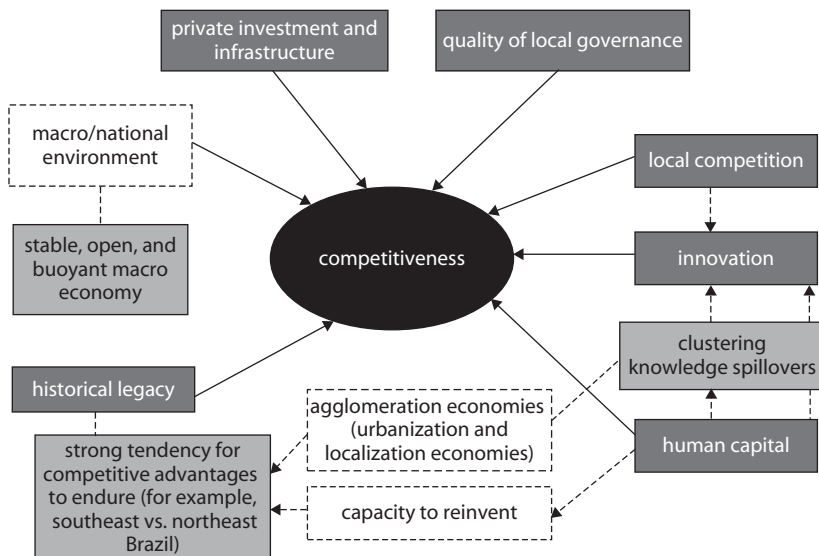 private investment and
infrastructure
quality of local governance
macro/national
environment
local competition
stable, open, and
buoyant macro
economy
competitiveness
innovation
clustering
knowledge spillovers
historical legacy
agglomeration economies
(urbanization and
localization economies)
human capital
strong tendency for
competitive advantages
to endure (for example,
southeast vs. northeast
Brazil)
capacity to reinvent